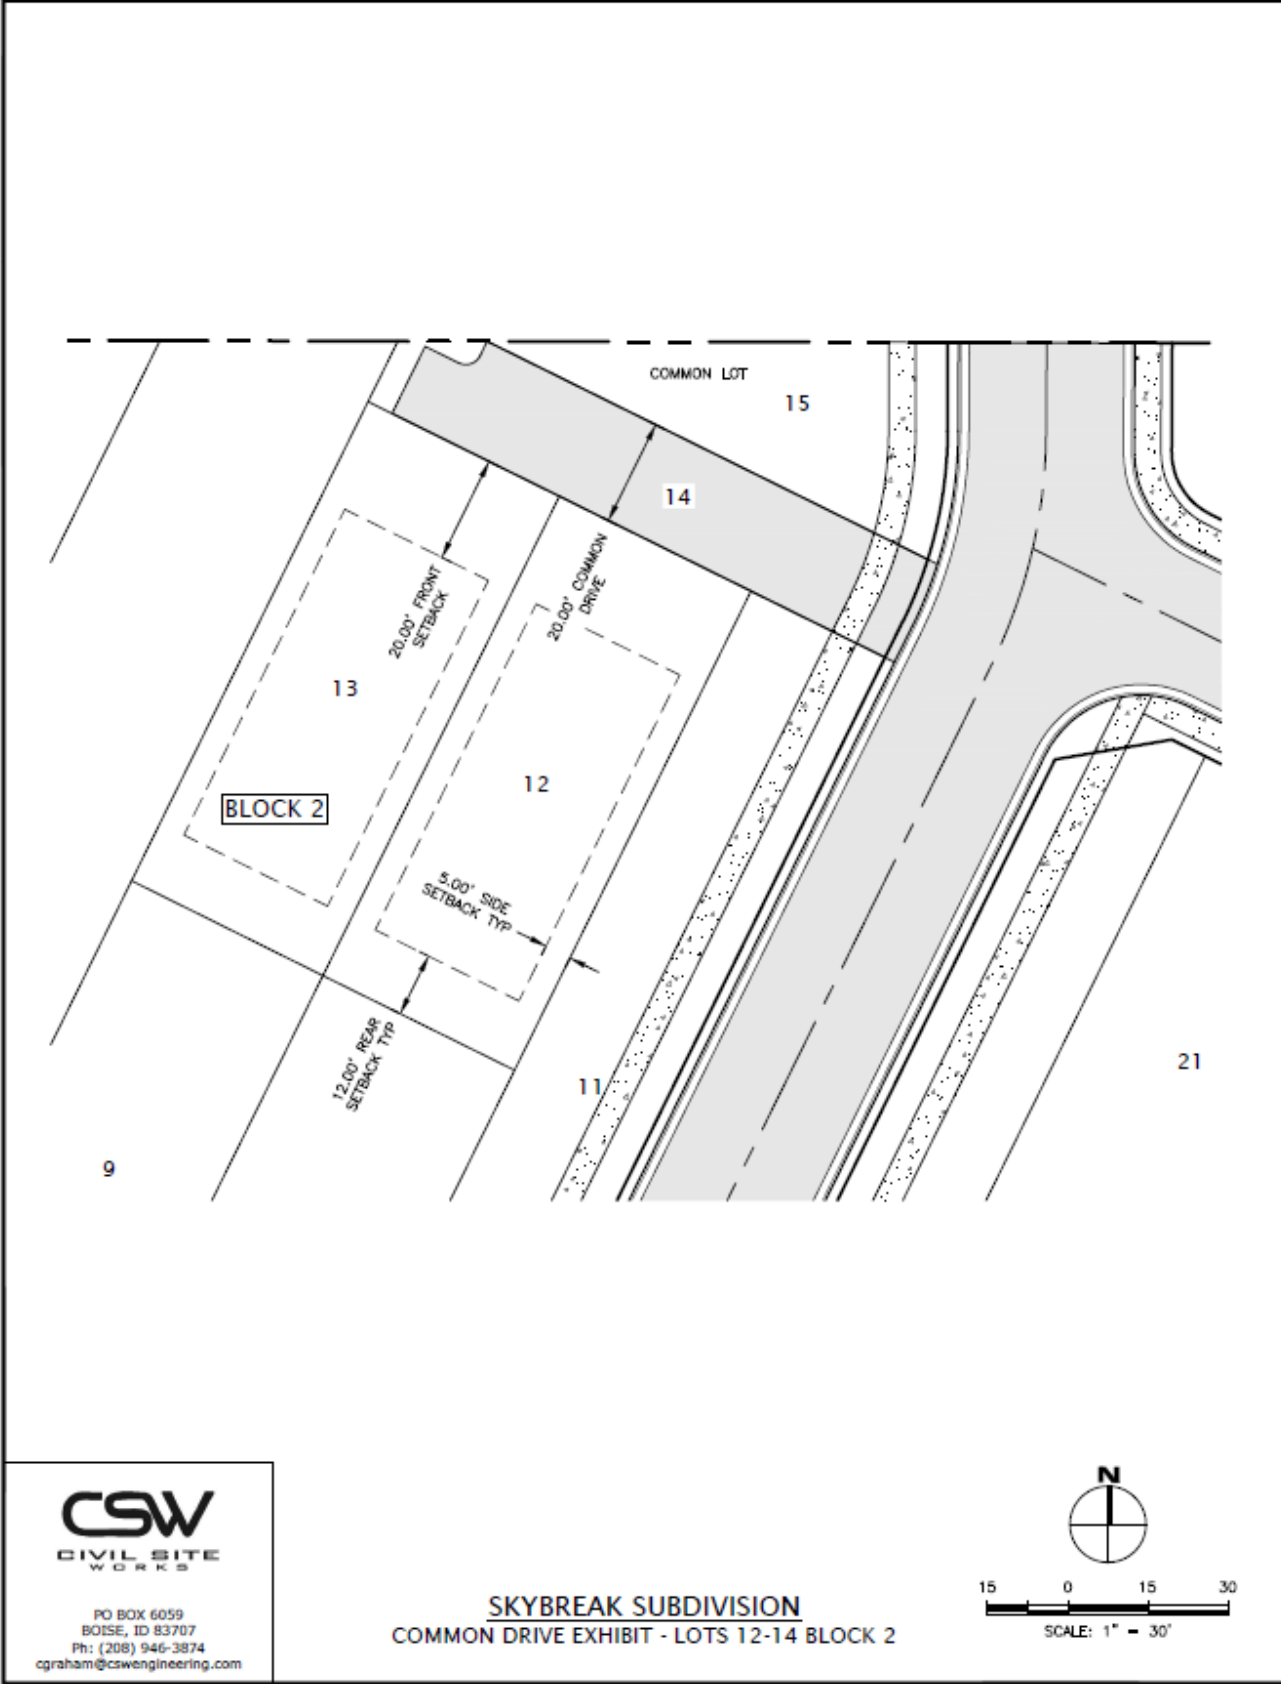 COMMON LOT
15
14
20.00' FRONT
SETBACK
20.00' COMMON
DRIVE
13
12
BLOCK 2
5.00' SIDE
SETBACK TYP
12.00' REAR
SETBACK TYP
11
21
9
CSW
CIVIL SITE
WORKS
PO BOX 6059
BOISE, ID 83707
Ph: (208) 946-3874
cgraham@cswengineering.com
SKYBREAK SUBDIVISION
COMMON DRIVE EXHIBIT - LOTS 12-14 BLOCK 2
N
15 0 15 30
SCALE: 1" = 30'